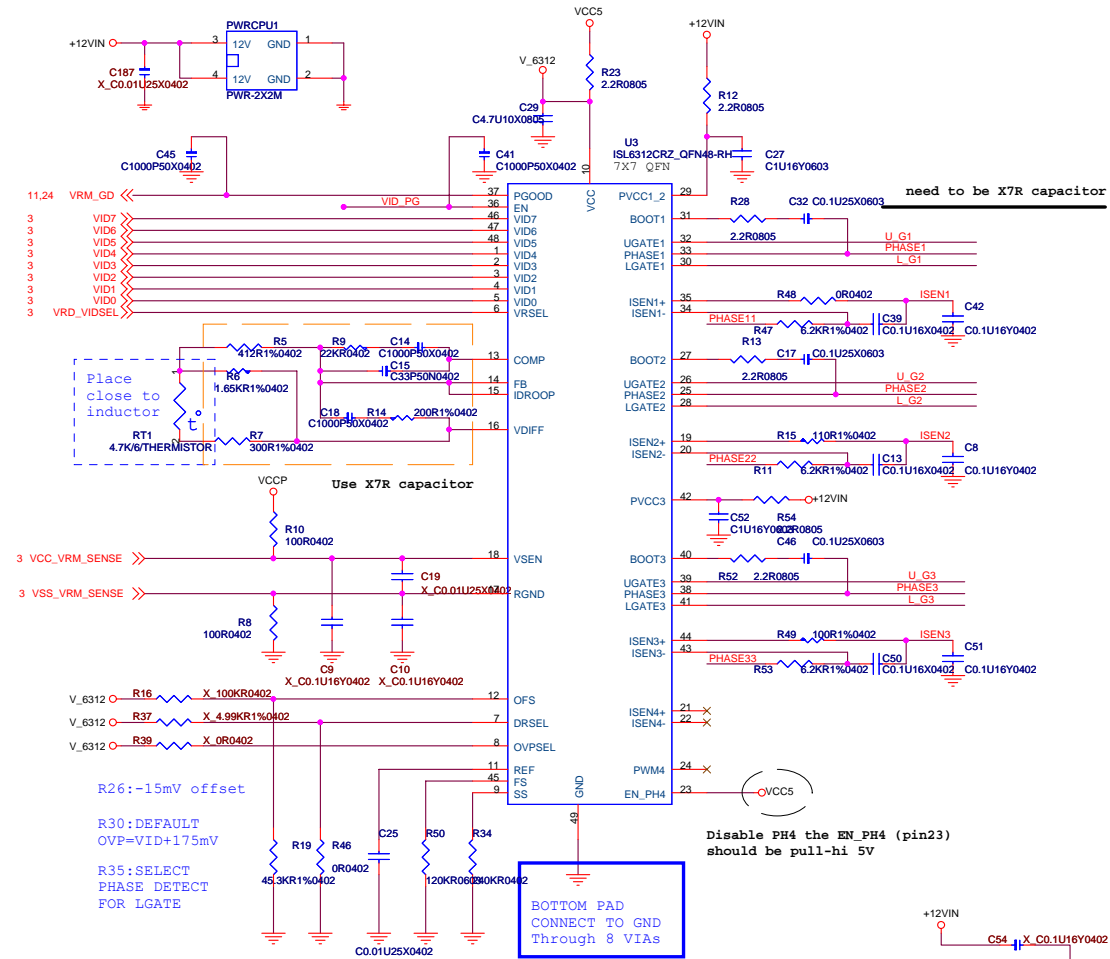 PWRCPU1
+12VIN
3 12V GND 1
4 12V GND 2
PWR-2X2M
C187
X_C0.01U25X0402
VCC5
V_6312
R23
2.2R0805
C29
C4.7U10X0805
+12VIN
R12
2.2R0805
C27
C1U16Y0603
U3
ISL6312CRZ_QFN48-RH
7X7 QFN
C45
C1000P50X0402
C41
C1000P50X0402
need to be X7R capacitor
10
VCC
11,24 VRM_GD
37 PGOOD
VID_PG
36 EN
3 VID7 46 VID7
3 VID6 47 VID6
3 VID5 48 VID5
3 VID4 1 VID4
3 VID3 2 VID3
3 VID2 3 VID2
3 VID1 4 VID1
3 VID0 5 VID0
3 VRD_VIDSEL 6 VRSEL
PVCC1_2 29
BOOT1 31
R28
2.2R0805
C32 C0.1U25X0603
UGATE1 32 U_G1
PHASE1 33 PHASE1
LGATE1 30 L_G1
ISEN1+ 35
R48 0R0402
ISEN1
ISEN1- 34
PHASE11
R47 6.2KR1%0402
C39
C0.1U16X0402
C42
C0.1U16Y0402
R5
412R1%0402
R9
22KR0402
C14
C1000P50X0402
C15
C33P50N0402
R6
1.65KR1%0402
C18
C1000P50X0402
R14 200R1%0402
R7
300R1%0402
RT1
4.7K/6/THERMISTOR
1
2
t°
Place
close to
inductor
Use X7R capacitor
13 COMP
14 FB
15 IDROOP
16 VDIFF
BOOT2 27
R13
2.2R0805
C17 C0.1U25X0603
UGATE2 26 U_G2
PHASE2 25 PHASE2
LGATE2 28 L_G2
ISEN2+ 19
R15 110R1%0402
ISEN2
ISEN2- 20
PHASE22
R11 6.2KR1%0402
C13
C0.1U16X0402
C8
C0.1U16Y0402
PVCC3 42
+12VIN
C52
R54
VCCP
R10
100R0402
3 VCC_VRM_SENSE
18 VSEN
C19
3 VSS_VRM_SENSE
RGND
R8
100R0402
C9
X_C0.1U16Y0402
C10
X_C0.1U16Y0402
BOOT3 40
C46 C0.1U25X0603
R52 2.2R0805
UGATE3 39 U_G3
PHASE3 38 PHASE3
LGATE3 41 L_G3
ISEN3+ 44
R49 100R1%0402
ISEN3
ISEN3- 43
PHASE33
R53 6.2KR1%0402
C50
C0.1U16X0402
C51
C0.1U16Y0402
V_6312 R16 X_100KR0402 12 OFS
V_6312 R37 X_4.99KR1%0402 7 DRSEL
V_6312 R39 X_0R0402 8 OVPSEL
11 REF
45 FS
9 SS
ISEN4+ 21
ISEN4- 22
PWM4 24
EN_PH4 23
VCC5
GND
49
R26:-15mV offset
R30:DEFAULT
OVP=VID+175mV
R35:SELECT
PHASE DETECT
FOR LGATE
R19
45.3KR1%0402
R46
0R0402
C25
C0.01U25X0402
R50
R34
Disable PH4 the EN_PH4 (pin23)
should be pull-hi 5V
BOTTOM PAD
CONNECT TO GND
Through 8 VIAs
+12VIN
C54 X_C0.1U16Y0402